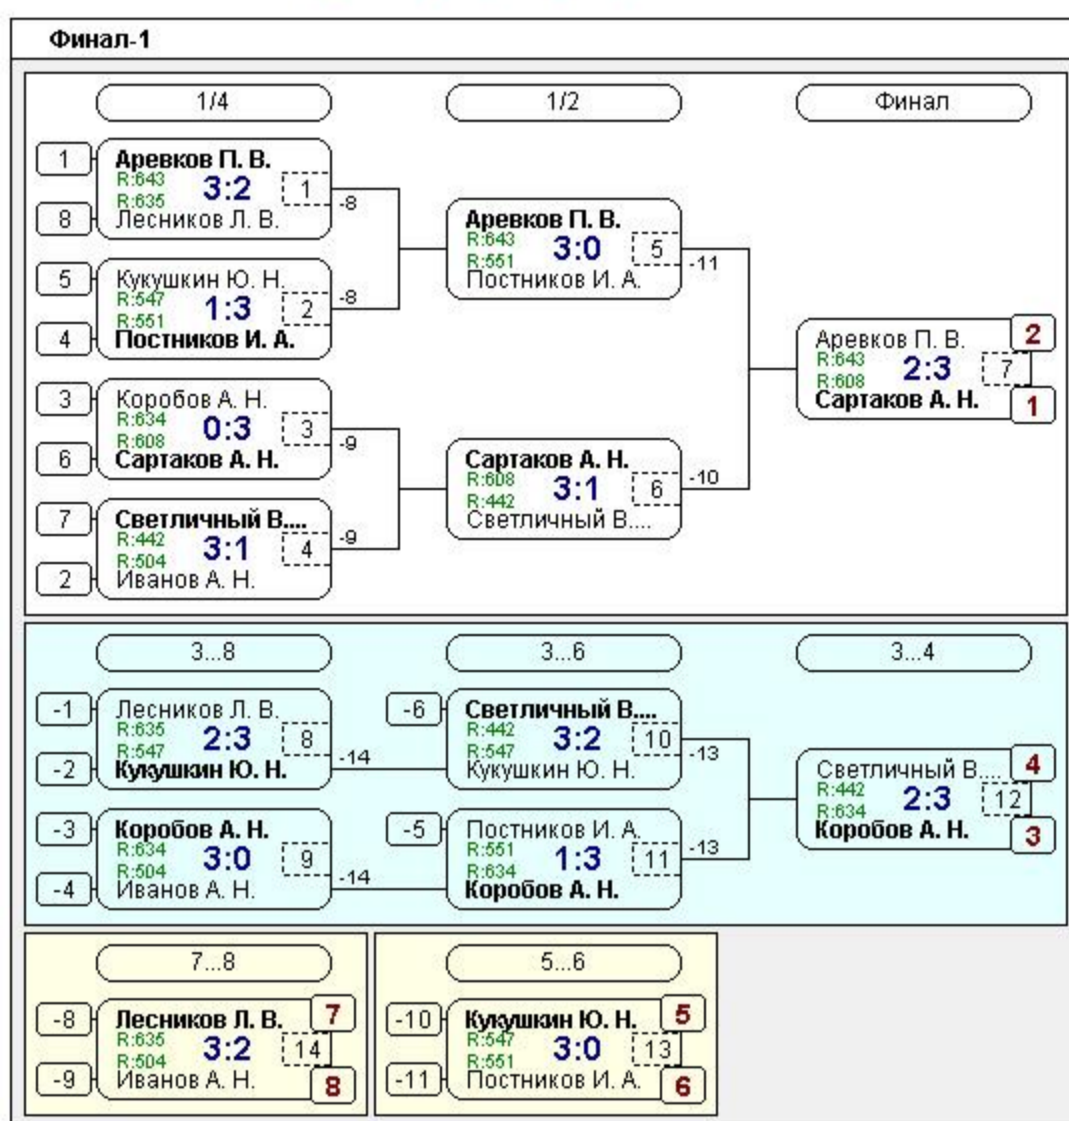 Финал-1
1/4
1/2
Финал
1
Аревков П. В.
R:643
3:2
1
-8
R:635
8
Лесников Л. В.
5
Кукушкин Ю. Н.
R:547
1:3
2
-8
R:551
4
Постников И. А.
3
Коробов А. Н.
R:634
0:3
3
-9
R:608
6
Сартаков А. Н.
7
Светличный В....
R:442
3:1
4
-9
R:504
2
Иванов А. Н.
Аревков П. В.
R:643
3:0
5
-11
R:551
Постников И. А.
Сартаков А. Н.
R:608
3:1
6
-10
R:442
Светличный В....
Аревков П. В.
2
R:643
2:3
7
R:608
Сартаков А. Н.
1
3...8
3...6
3...4
-1
Лесников Л. В.
R:635
2:3
8
-14
R:547
-2
Кукушкин Ю. Н.
-3
Коробов А. Н.
R:634
3:0
9
-14
R:504
-4
Иванов А. Н.
-6
Светличный В....
R:442
3:2
10
-13
R:547
Кукушкин Ю. Н.
-5
Постников И. А.
R:551
1:3
11
-13
R:634
Коробов А. Н.
Светличный В....
4
R:442
2:3
12
R:634
Коробов А. Н.
3
7...8
-8
Лесников Л. В.
7
R:635
3:2
14
R:504
-9
Иванов А. Н.
8
5...6
-10
Кукушкин Ю. Н.
5
R:547
3:0
13
R:551
-11
Постников И. А.
6